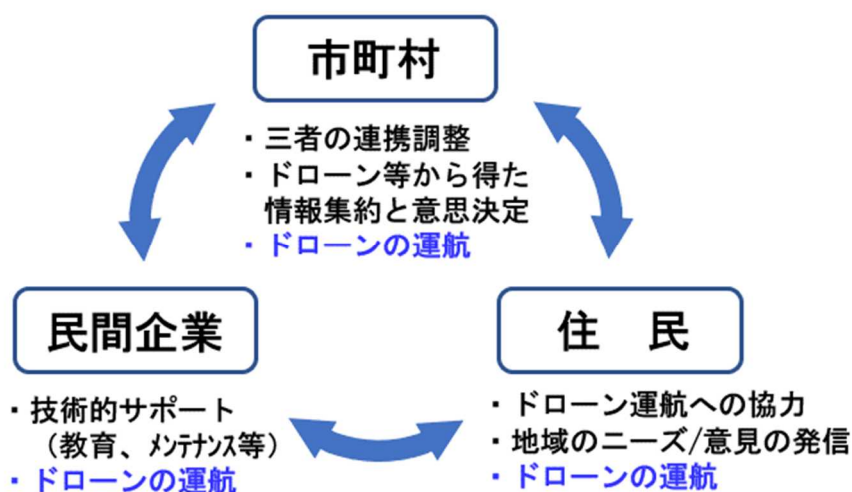 市町村
・三者の連携調整
・ドローン等から得た
情報集約と意思決定
・ドローンの運航
民間企業
・技術的サポート
（教育、ﾒﾝﾃﾅﾝｽ等）
・ドローンの運航
住　民
・ドローン運航への協力
・地域のニーズ/意見の発信
・ドローンの運航